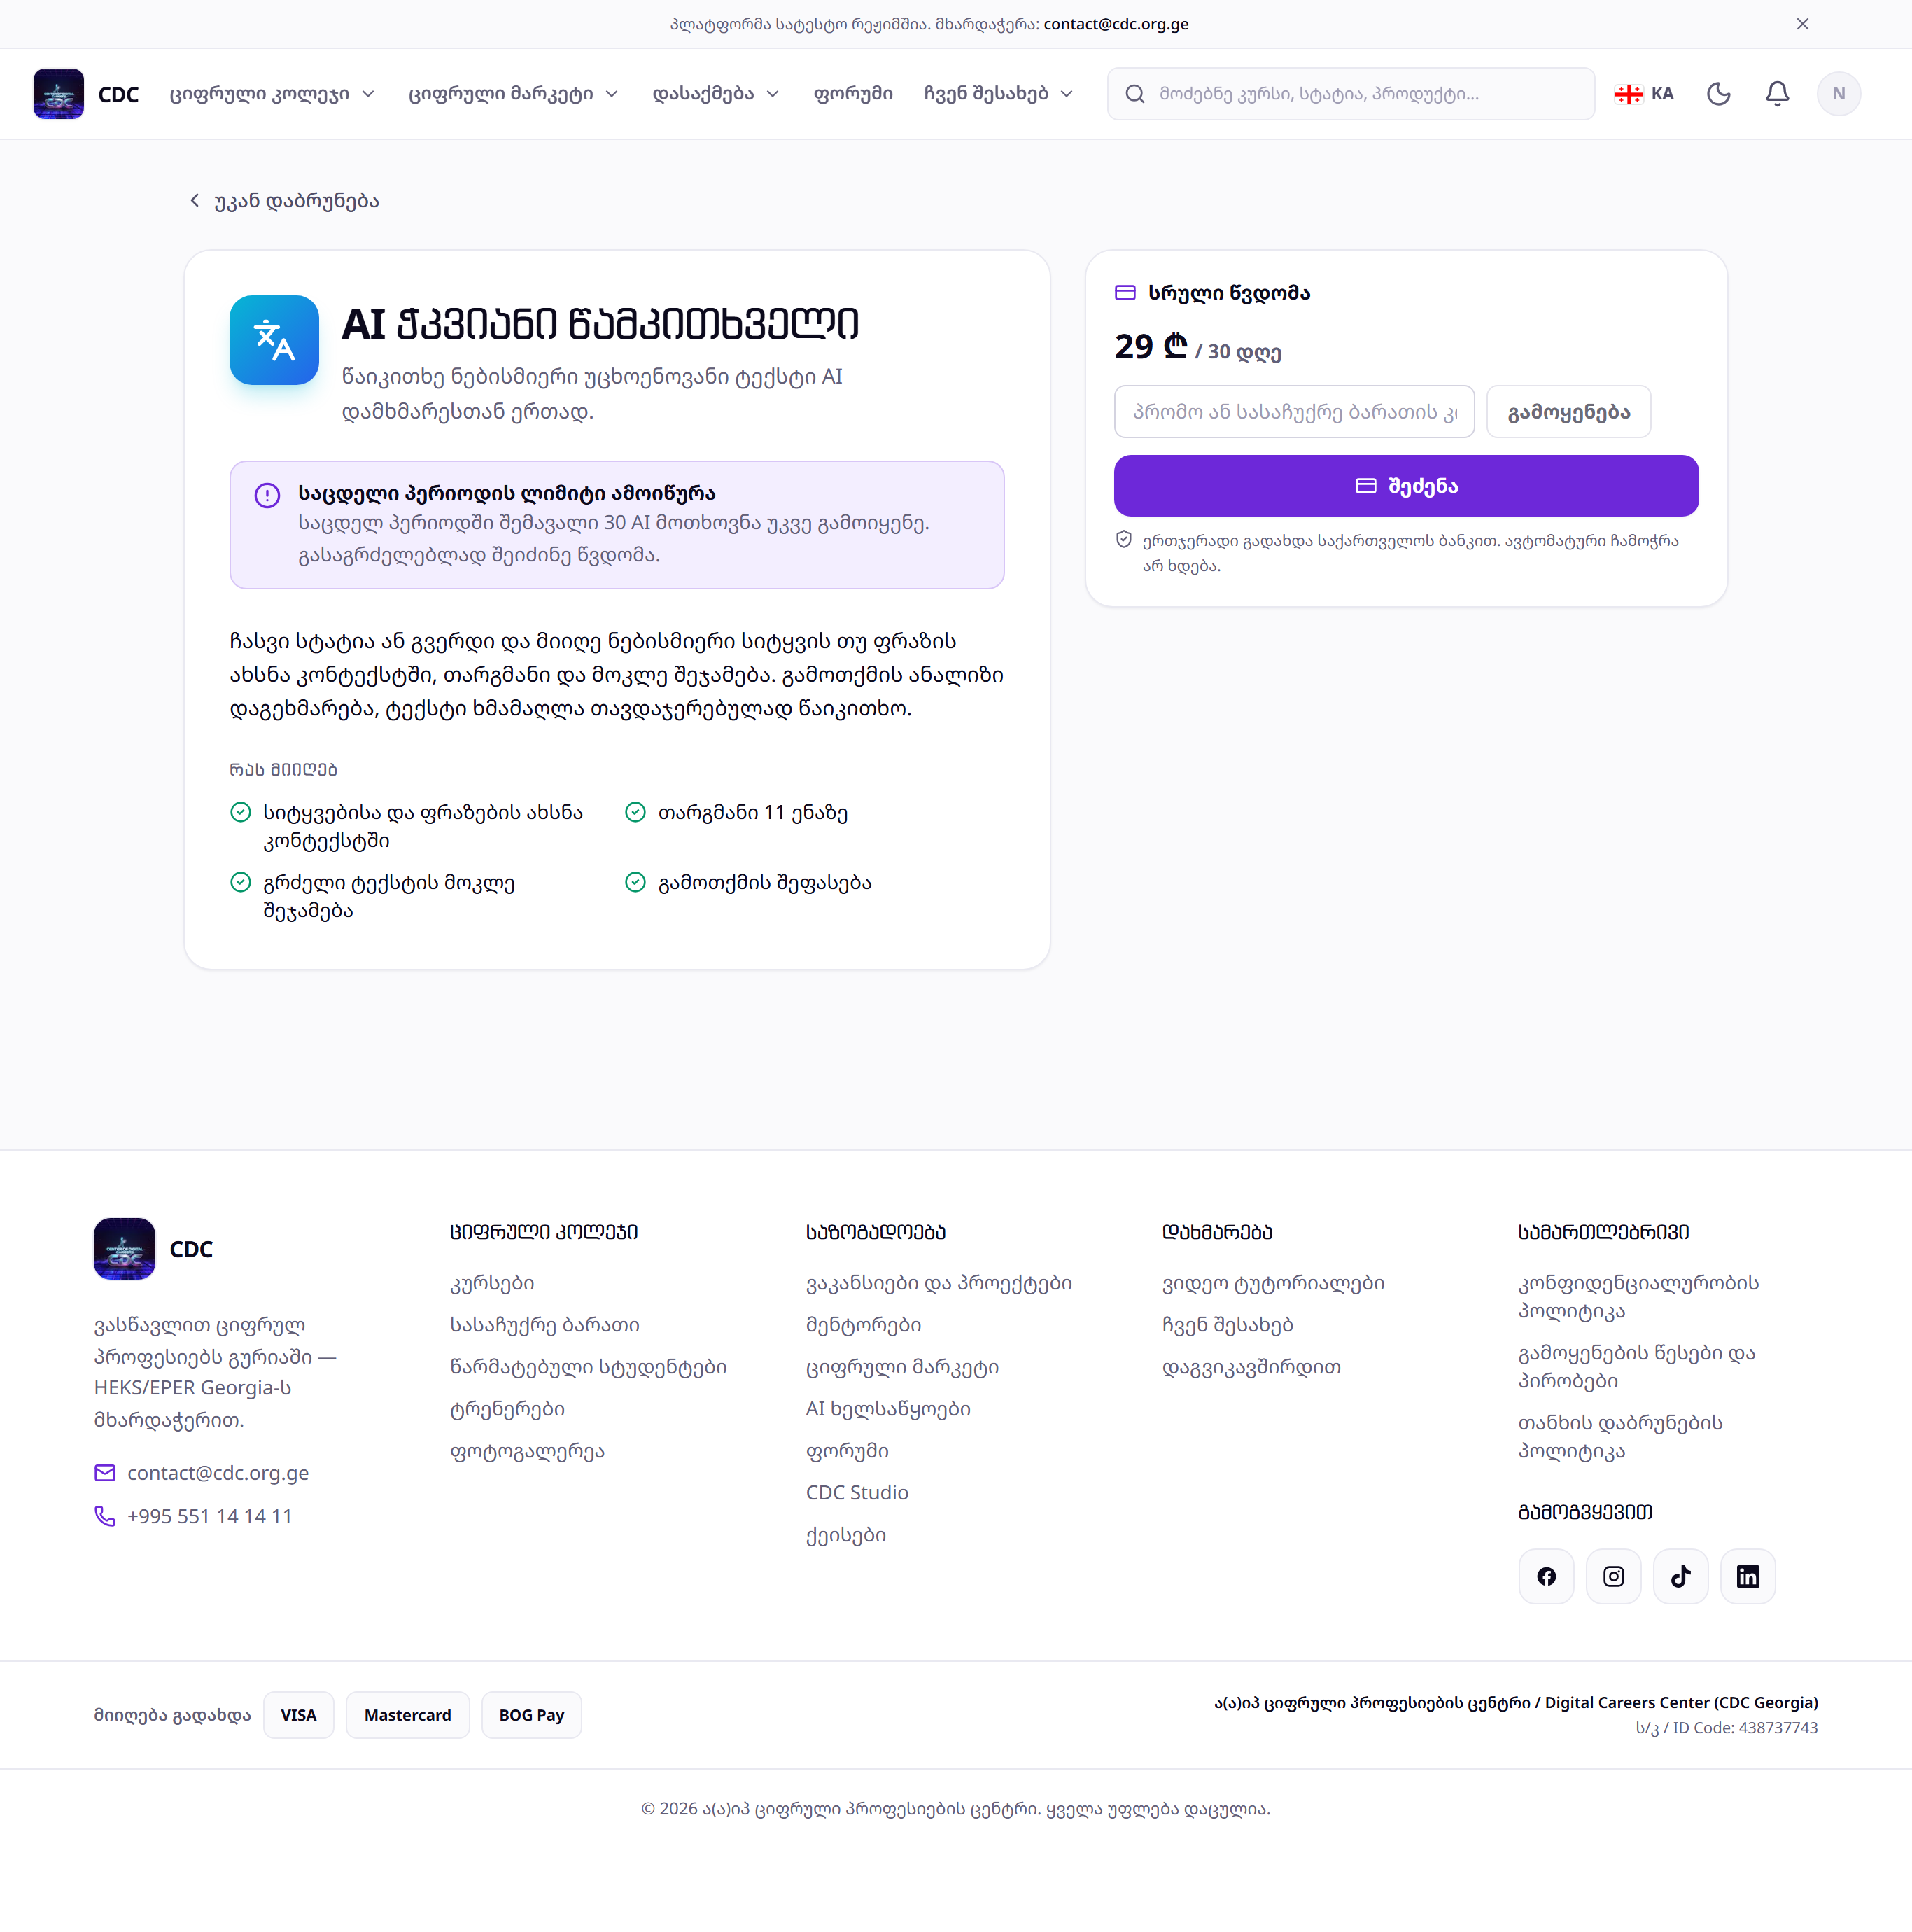 პლატფორმა სატესტო რეჟიმშია. მხარდაჭერა: contact@cdc.org.ge
CDC
ციფრული კოლეჯი
ციფრული მარკეტი
დასაქმება
ფორუმი
ჩვენ შესახებ
მოძებნე კურსი, სტატია, პროდუქტი...
KA
N
უკან დაბრუნება
AI ჭკვიანი წამკითხველი
წაიკითხე ნებისმიერი უცხოენოვანი ტექსტი AI
დამხმარესთან ერთად.
საცდელი პერიოდის ლიმიტი ამოიწურა
საცდელ პერიოდში შემავალი 30 AI მოთხოვნა უკვე გამოიყენე.
გასაგრძელებლად შეიძინე წვდომა.
ჩასვი სტატია ან გვერდი და მიიღე ნებისმიერი სიტყვის თუ ფრაზის
ახსნა კონტექსტში, თარგმანი და მოკლე შეჯამება. გამოთქმის ანალიზი
დაგეხმარება, ტექსტი ხმამაღლა თავდაჯერებულად წაიკითხო.
რას მიიღებ
სიტყვებისა და ფრაზების ახსნა
კონტექსტში
თარგმანი 11 ენაზე
გრძელი ტექსტის მოკლე
შეჯამება
გამოთქმის შეფასება
სრული წვდომა
29 ₾ / 30 დღე
პრომო ან სასაჩუქრე ბარათის
გამოყენება
შეძენა
ერთჯერადი გადახდა საქართველოს ბანკით. ავტომატური ჩამოჭრა
არ ხდება.
CDC
ვასწავლით ციფრულ
პროფესიებს გურიაში —
HEKS/EPER Georgia-ს
მხარდაჭერით.
contact@cdc.org.ge
+995 551 14 14 11
ციფრული კოლეჯი
კურსები
სასაჩუქრე ბარათი
წარმატებული სტუდენტები
ტრენერები
ფოტოგალერეა
საზოგადოება
ვაკანსიები და პროექტები
მენტორები
ციფრული მარკეტი
AI ხელსაწყოები
ფორუმი
CDC Studio
ქეისები
დახმარება
ვიდეო ტუტორიალები
ჩვენ შესახებ
დაგვიკავშირდით
სამართლებრივი
კონფიდენციალურობის
პოლიტიკა
გამოყენების წესები და
პირობები
თანხის დაბრუნების
პოლიტიკა
გამოგვყევით
მიიღება გადახდა
VISA
Mastercard
BOG Pay
ა(ა)იპ ციფრული პროფესიების ცენტრი / Digital Careers Center (CDC Georgia)
ს/კ / ID Code: 438737743
© 2026 ა(ა)იპ ციფრული პროფესიების ცენტრი. ყველა უფლება დაცულია.